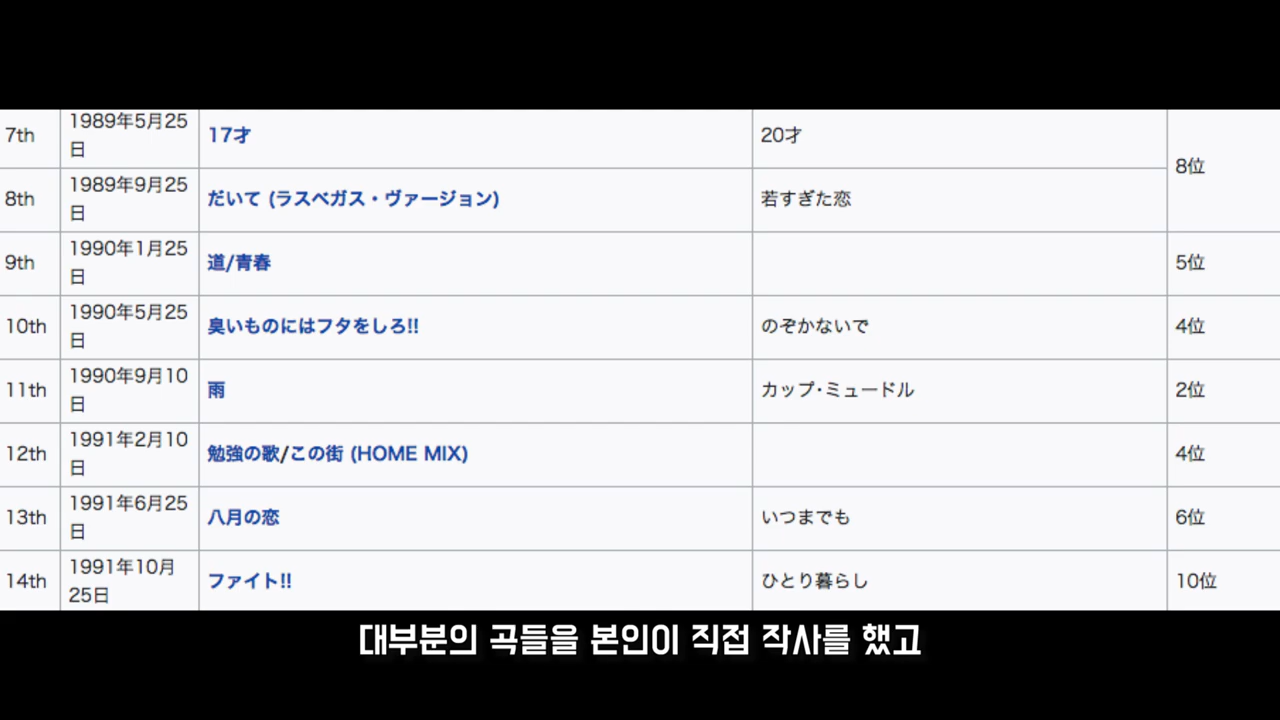 7th 1989年5月25日 17才 20才 8位
8th 1989年9月25日 だいて (ラスベガス・ヴァージョン) 若すぎた恋
9th 1990年1月25日 道/青春 5位
10th 1990年5月25日 臭いものにはフタをしろ!! のぞかないで 4位
11th 1990年9月10日 雨 カップ・ミュードル 2位
12th 1991年2月10日 勉強の歌/この街 (HOME MIX) 4位
13th 1991年6月25日 八月の恋 いつまでも 6位
14th 1991年10月25日 ファイト!! ひとり暮らし 10位
대부분의 곡들을 본인이 직접 작사를 했고